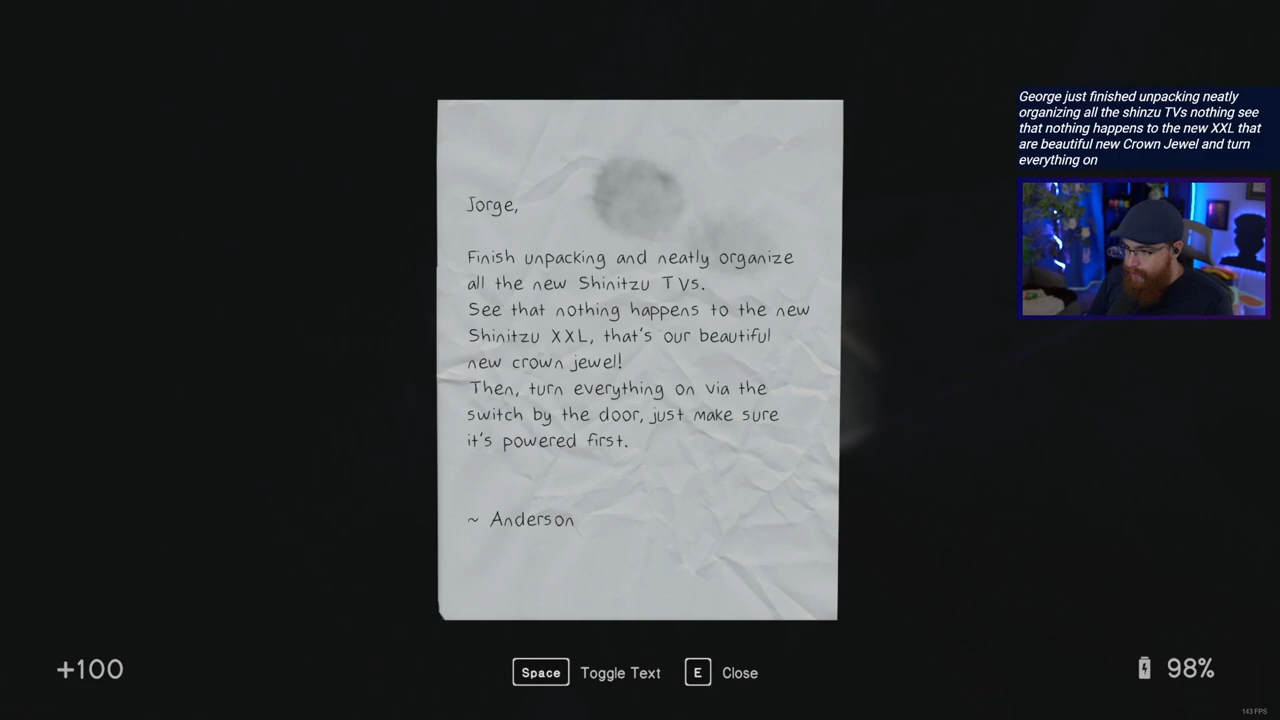 George just finished unpacking neatly
organizing all the shinzu TVs nothing see
that nothing happens to the new XXL that
are beautiful new Crown Jewel and turn
everything on
Jorge,
Finish unpacking and neatly organize
all the new Shinitzu TVs.
See that nothing happens to the new
Shinitzu XXL, that's our beautiful
new crown jewel!
Then, turn everything on via the
switch by the door, just make sure
it's powered first.
~ Anderson
+100
Space Toggle Text E Close
98%
143 FPS